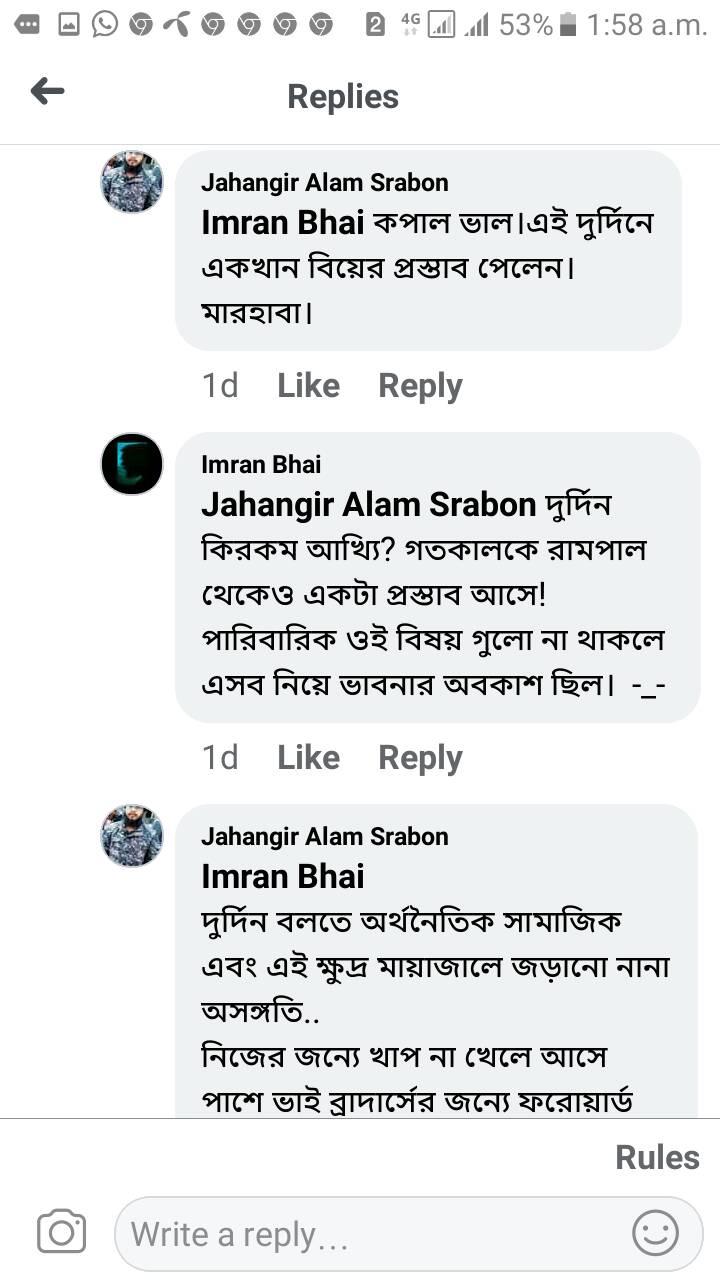 2 4G 53% 1:58 a.m.
Replies
Jahangir Alam Srabon
Imran Bhai কপাল ভাল।এই দুর্দিনে
একখান বিয়ের প্রস্তাব পেলেন।
মারহাবা।
1d Like Reply
Imran Bhai
Jahangir Alam Srabon দুর্দিন
কিরকম আখ্যি? গতকালকে রামপাল
থেকেও একটা প্রস্তাব আসে!
পারিবারিক ওই বিষয় গুলো না থাকলে
এসব নিয়ে ভাবনার অবকাশ ছিল। -_-
1d Like Reply
Jahangir Alam Srabon
Imran Bhai
দুর্দিন বলতে অর্থনৈতিক সামাজিক
এবং এই ক্ষুদ্র মায়াজালে জড়ানো নানা
অসঙ্গতি..
নিজের জন্যে খাপ না খেলে আসে
পাশে ভাই ব্রাদার্সের জন্যে ফরোয়ার্ড
Rules
Write a reply...